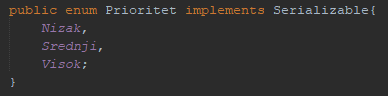 public enum Prioritet implements Serializable{
Nizak,
Srednji,
Visok;
}